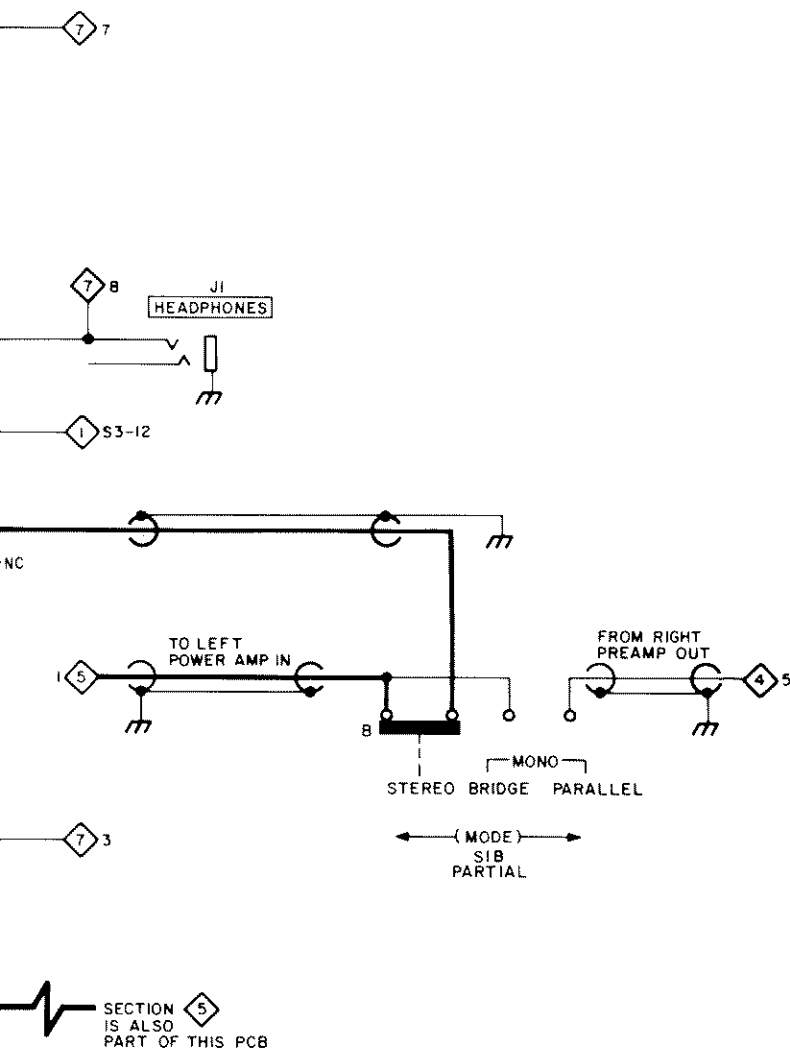 7 7
7 8
J1
HEADPHONES
1 S3-12
NC
TO LEFT
POWER AMP IN
1 5
FROM RIGHT
PREAMP OUT
4 5
B
MONO
STEREO BRIDGE PARALLEL
(MODE)
S1B
PARTIAL
7 3
SECTION 5
IS ALSO
PART OF THIS PCB